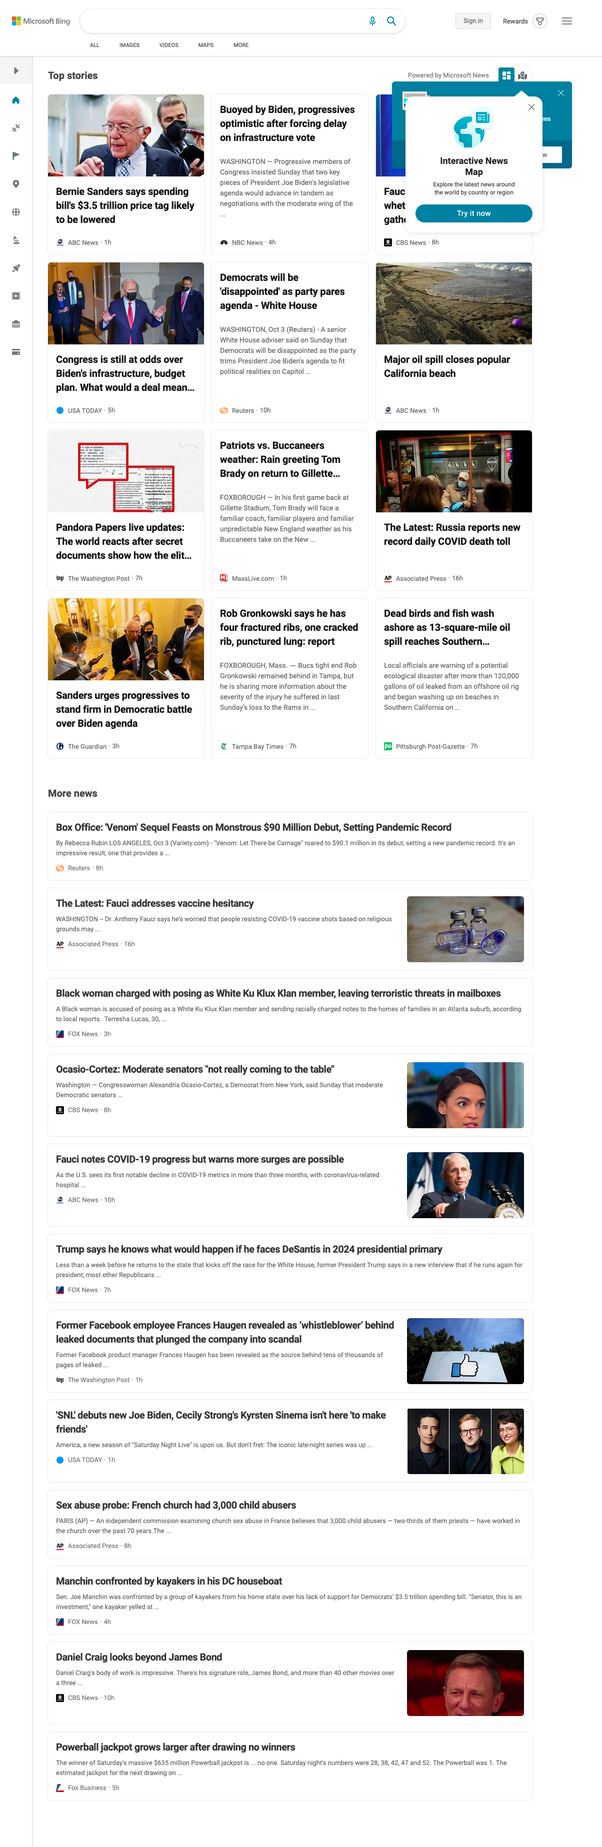 Microsoft Bing
Sign in
Rewards
ALL
IMAGES
VIDEOS
MAPS
MORE
Top stories
Powered by Microsoft News
Interactive News
Map
Explore the latest news around
the world by country or region
Try it now
Bernie Sanders says spending
bill's $3.5 trillion price tag likely
to be lowered
ABC News · 1h
Buoyed by Biden, progressives
optimistic after forcing delay
on infrastructure vote
WASHINGTON — Progressive members of
Congress insisted Sunday that two key
pieces of President Joe Biden's legislative
agenda would advance in tandem as
negotiations with the moderate wing of the
...
NBC News · 4h
Fauc
whet
gathe
CBS News · 8h
Congress is still at odds over
Biden's infrastructure, budget
plan. What would a deal mean...
USA TODAY · 5h
Democrats will be
'disappointed' as party pares
agenda - White House
WASHINGTON, Oct 3 (Reuters) - A senior
White House adviser said on Sunday that
Democrats will be disappointed as the party
trims President Joe Biden's agenda to fit
political realities on Capitol ...
Reuters · 10h
Major oil spill closes popular
California beach
ABC News · 1h
Pandora Papers live updates:
The world reacts after secret
documents show how the elit...
The Washington Post · 7h
Patriots vs. Buccaneers
weather: Rain greeting Tom
Brady on return to Gillette...
FOXBOROUGH — In his first game back at
Gillette Stadium, Tom Brady will face a
familiar coach, familiar players and familiar
unpredictable New England weather as his
Buccaneers take on the New ...
MassLive.com · 1h
The Latest: Russia reports new
record daily COVID death toll
Associated Press · 16h
Sanders urges progressives to
stand firm in Democratic battle
over Biden agenda
The Guardian · 3h
Rob Gronkowski says he has
four fractured ribs, one cracked
rib, punctured lung: report
FOXBORO, Mass. — Bucs tight end Rob
Gronkowski remained behind in Tampa, but
he is sharing more information about the
severity of the injury he suffered in last
Sunday's loss to the Rams in ...
Tampa Bay Times · 7h
Dead birds and fish wash
ashore as 13-square-mile oil
spill reaches Southern...
Local officials are warning of a potential
ecological disaster after more than 120,000
gallons of oil leaked from an offshore oil rig
and began washing up on beaches in
Southern California on ...
Pittsburgh Post-Gazette · 7h
More news
Box Office: 'Venom' Sequel Feasts on Monstrous $90 Million Debut, Setting Pandemic Record
By Rebecca Rubin LOS ANGELES, Oct 3 (Variety.com) - "Venom: Let There be Carnage" roared to $90.1 million in its debut, setting a new pandemic record. It's an
impressive result, one that provides a ...
Reuters · 8h
The Latest: Fauci addresses vaccine hesitancy
WASHINGTON – Dr. Anthony Fauci says he's worried that people resisting COVID-19 vaccine shots based on religious
grounds may ...
Associated Press · 16h
Black woman charged with posing as White Ku Klux Klan member, leaving terroristic threats in mailboxes
A Black woman is accused of posing as a White Ku Klux Klan member and sending racially charged notes to the homes of families in an Atlanta suburb, according
to local reports. Terresha Lucas, 30, ...
FOX News · 3h
Ocasio-Cortez: Moderate senators "not really coming to the table"
Washington — Congresswoman Alexandria Ocasio-Cortez, a Democrat from New York, said Sunday that moderate
Democratic senators ...
CBS News · 8h
Fauci notes COVID-19 progress but warns more surges are possible
As the U.S. sees its first notable decline in COVID-19 metrics in more than three months, with coronavirus-related
hospital ...
ABC News · 10h
Trump says he knows what would happen if he faces DeSantis in 2024 presidential primary
Less than a week before he returns to the state that kicks off the race for the White House, former President Trump says in a new interview that if he runs again for
president, most other Republicans ...
FOX News · 7h
Former Facebook employee Frances Haugen revealed as ‘whistleblower’ behind
leaked documents that plunged the company into scandal
Former Facebook product manager Frances Haugen has been revealed as the source behind tens of thousands of
pages of leaked ...
The Washington Post · 1h
'SNL' debuts new Joe Biden, Cecily Strong's Kyrsten Sinema isn't here 'to make
friends'
America, a new season of "Saturday Night Live" is upon us. But don't fret: The iconic late-night series was up ...
USA TODAY · 1h
Sex abuse probe: French church had 3,000 child abusers
PARIS (AP) — An independent commission examining church sex abuse in France believes that 3,000 child abusers — two-thirds of them priests — have worked in
the church over the past 70 years.The ...
Associated Press · 8h
Manchin confronted by kayakers in his DC houseboat
Sen. Joe Manchin was confronted by a group of kayakers from his home state over his lack of support for Democrats' $3.5 trillion spending bill. "Senator, this is an
investment," one kayaker yelled at ...
FOX News · 4h
Daniel Craig looks beyond James Bond
Daniel Craig's body of work is impressive. There's his signature role, James Bond, and more than 40 other movies over
a three ...
CBS News · 10h
Powerball jackpot grows larger after drawing no winners
The winner of Saturday's massive $635 million Powerball jackpot is ... no one. Saturday night's numbers were 28, 38, 42, 47 and 52. The Powerball was 1. The
estimated jackpot for the next drawing on ...
Fox Business · 5h